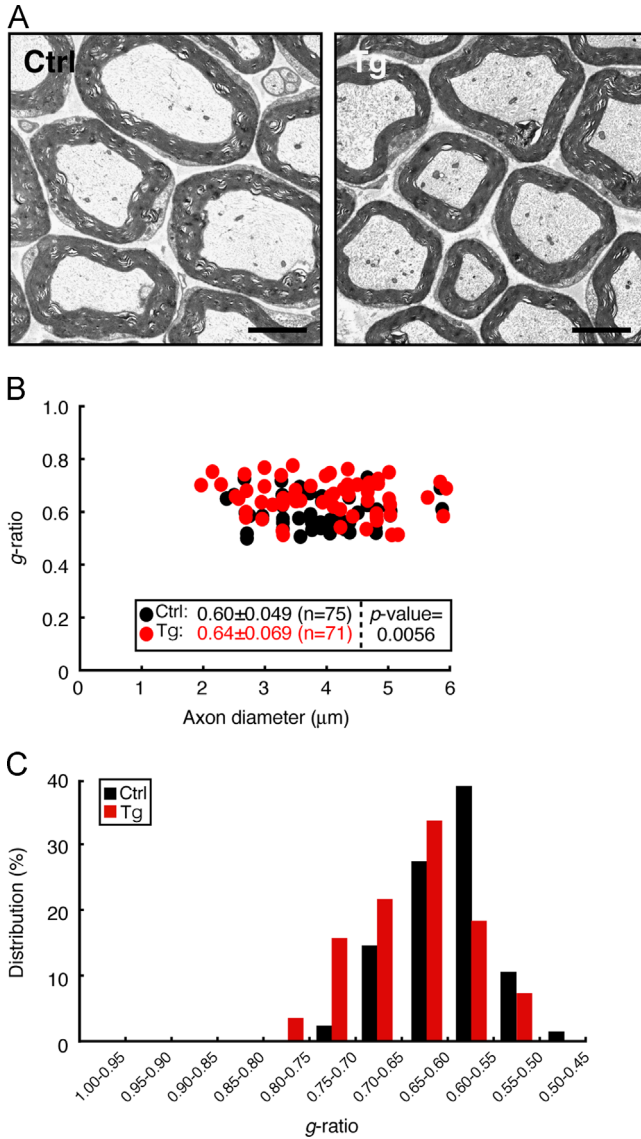 A
Ctrl
Tg
B
1.0
0.8
0.6
0.4
0.2
0
g-ratio
Ctrl: 0.60±0.049 (n=75)
Tg: 0.64±0.069 (n=71)
p-value=
0.0056
0 1 2 3 4 5 6
Axon diameter (μm)
C
40
30
20
10
0
Distribution (%)
Ctrl
Tg
1.00-0.95
0.95-0.90
0.90-0.85
0.85-0.80
0.80-0.75
0.75-0.70
0.70-0.65
0.65-0.60
0.60-0.55
0.55-0.50
0.50-0.45
g-ratio